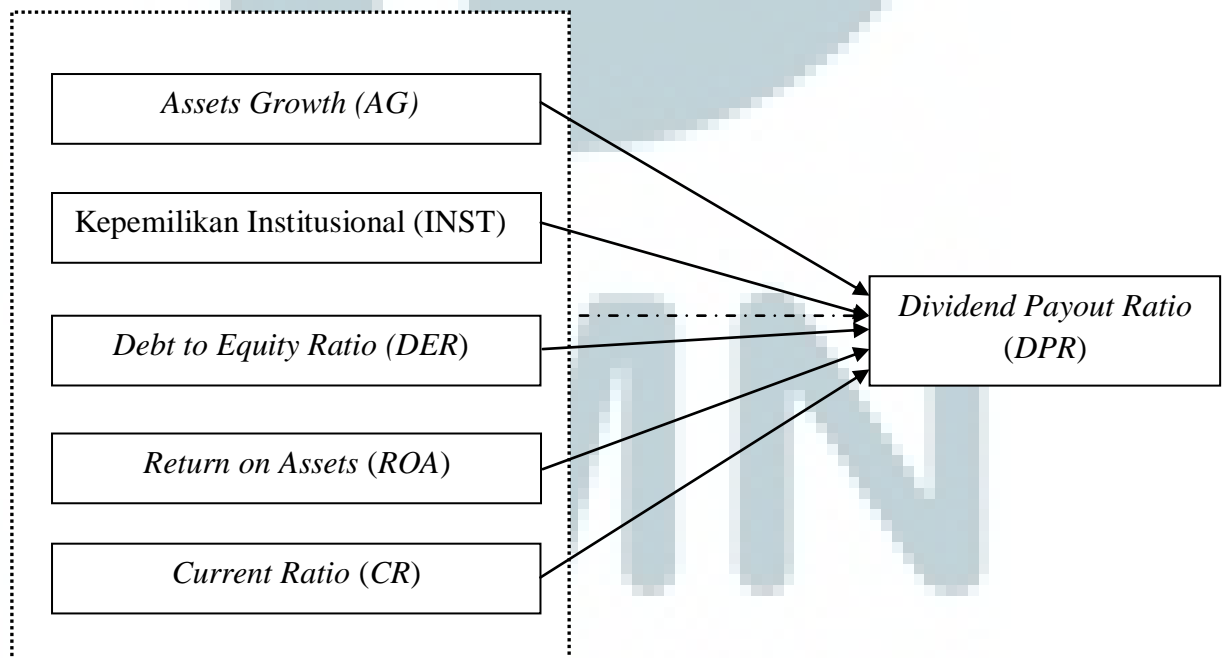 Assets Growth (AG)
Kepemilikan Institusional (INST)
Debt to Equity Ratio (DER)
Return on Assets (ROA)
Current Ratio (CR)
Dividend Payout Ratio
(DPR)